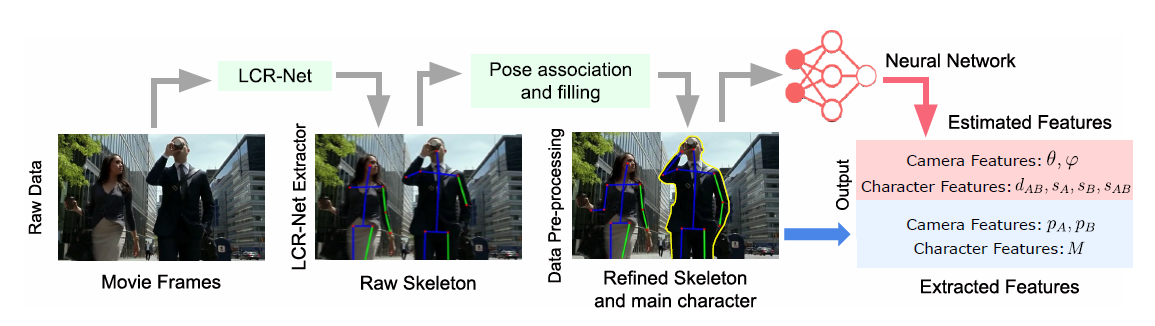 LCR-Net
Pose association
and filling
Neural Network
Raw Data
LCR-Net Extractor
Data Pre-processing
Output
Movie Frames
Raw Skeleton
Refined Skeleton
and main character
Estimated Features
Camera Features: θ, φ
Character Features: d_{AB}, s_A, s_B, s_{AB}
Camera Features: p_A, p_B
Character Features: M
Extracted Features